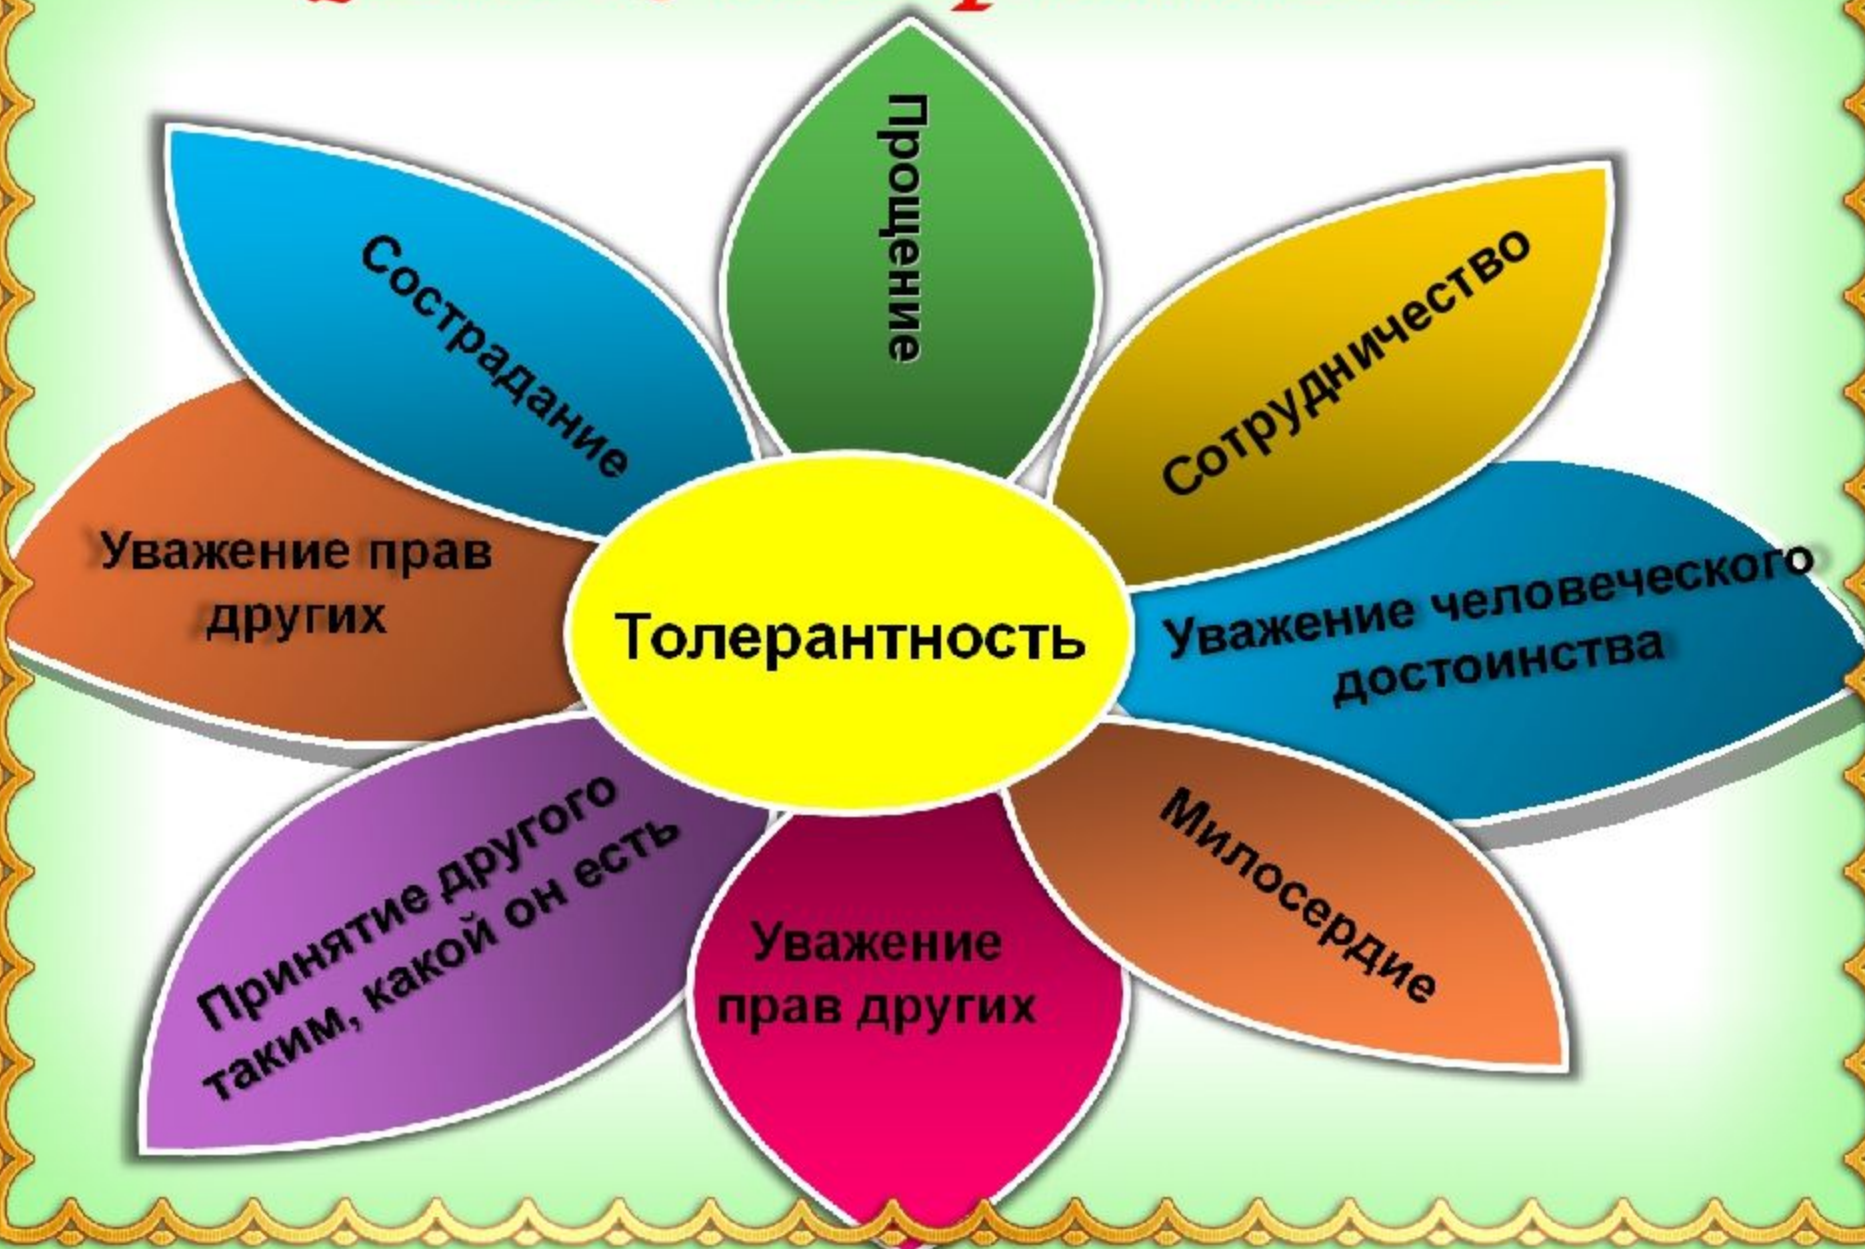 Прощение
Сострадание
Сотрудничество
Уважение прав
других
Толерантность
Уважение человеческого
достоинства
Принятие другого
таким, какой он есть
Уважение
прав других
Милосердие